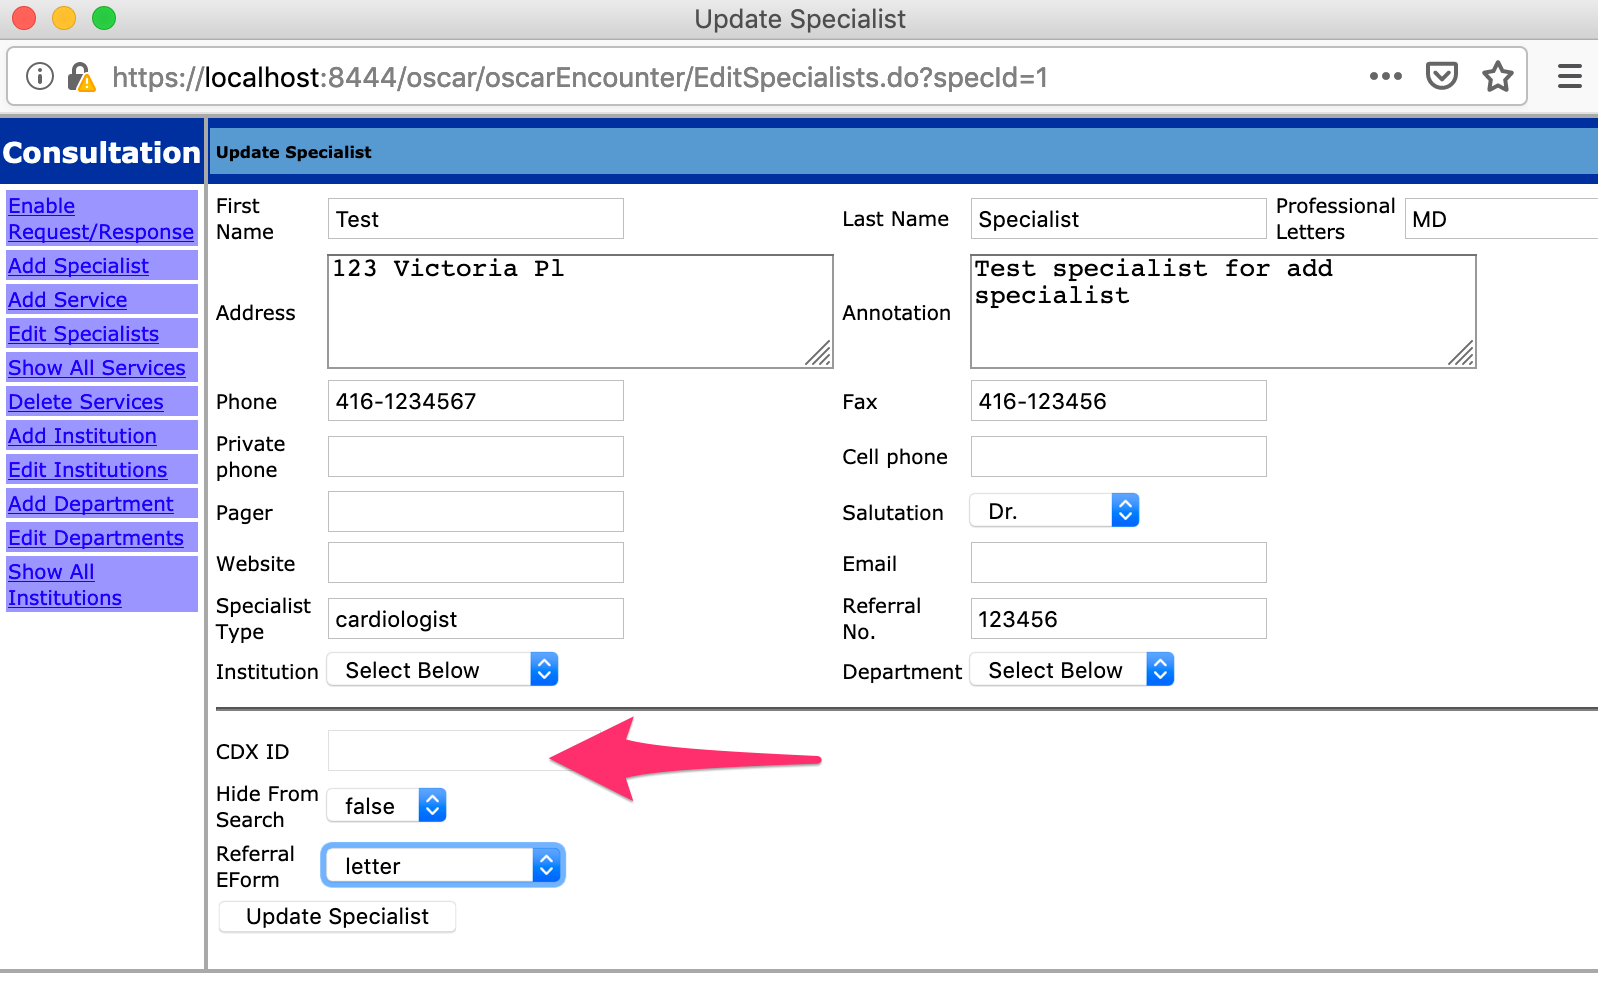 Update Specialist
https://localhost:8444/oscar/oscarEncounter/EditSpecialists.do?specId=1
Consultation
Update Specialist
Enable
Request/Response
Add Specialist
Add Service
Edit Specialists
Show All Services
Delete Services
Add Institution
Edit Institutions
Add Department
Edit Departments
Show All
Institutions
First
Name
Test
Last Name
Specialist
Professional
Letters
MD
Address
123 Victoria Pl
Annotation
Test specialist for add
specialist
Phone
416-1234567
Fax
416-123456
Private
phone
Cell phone
Pager
Salutation
Dr.
Website
Email
Specialist
Type
cardiologist
Referral
No.
123456
Institution
Select Below
Department
Select Below
CDX ID
Hide From
Search
false
Referral
EForm
letter
Update Specialist